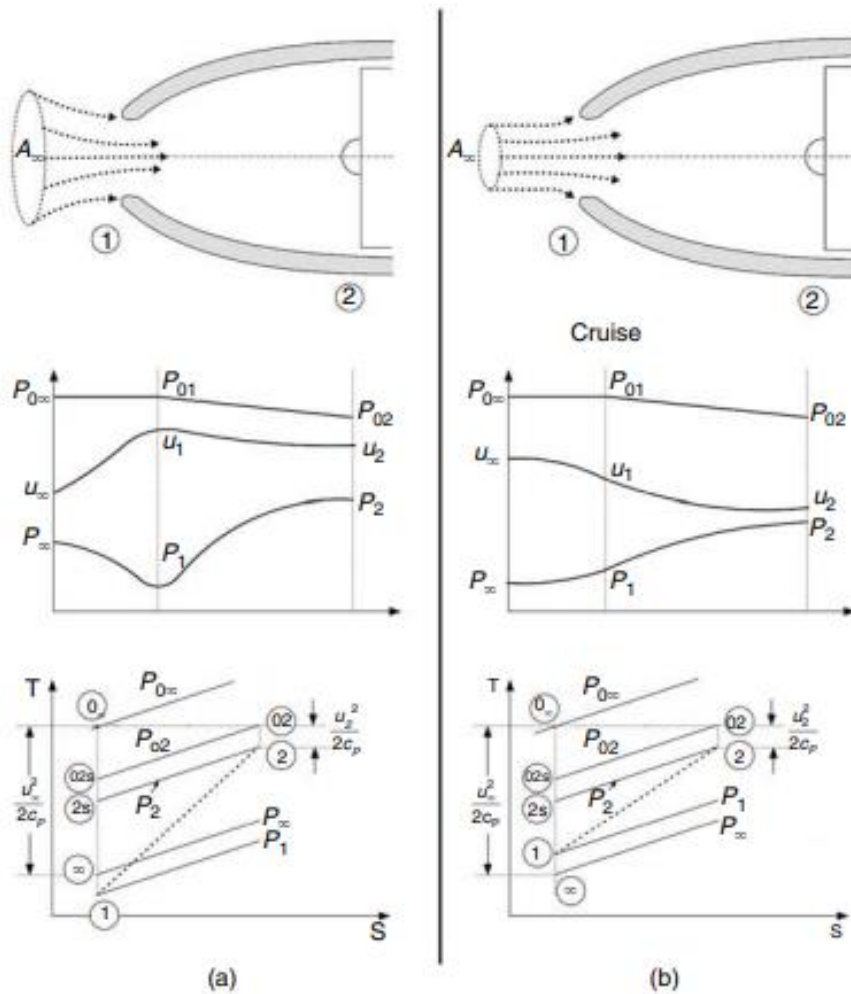 A∞
1
2
P0∞
P01
P02
u1
u2
u∞
P∞
P1
P2
T
0
P0∞
Po2
02
u2²/2cp
02s
2
u∞²/2cp
2s
P2
P∞
∞
P1
1
S
(a)
A∞
1
2
Cruise
P0∞
P01
P02
u∞
u1
u2
P2
P∞
P1
T
0∞
P0∞
02
u2²/2cp
P02
02s
2
u∞²/2cp
2s
P2
P1
1
P∞
∞
s
(b)